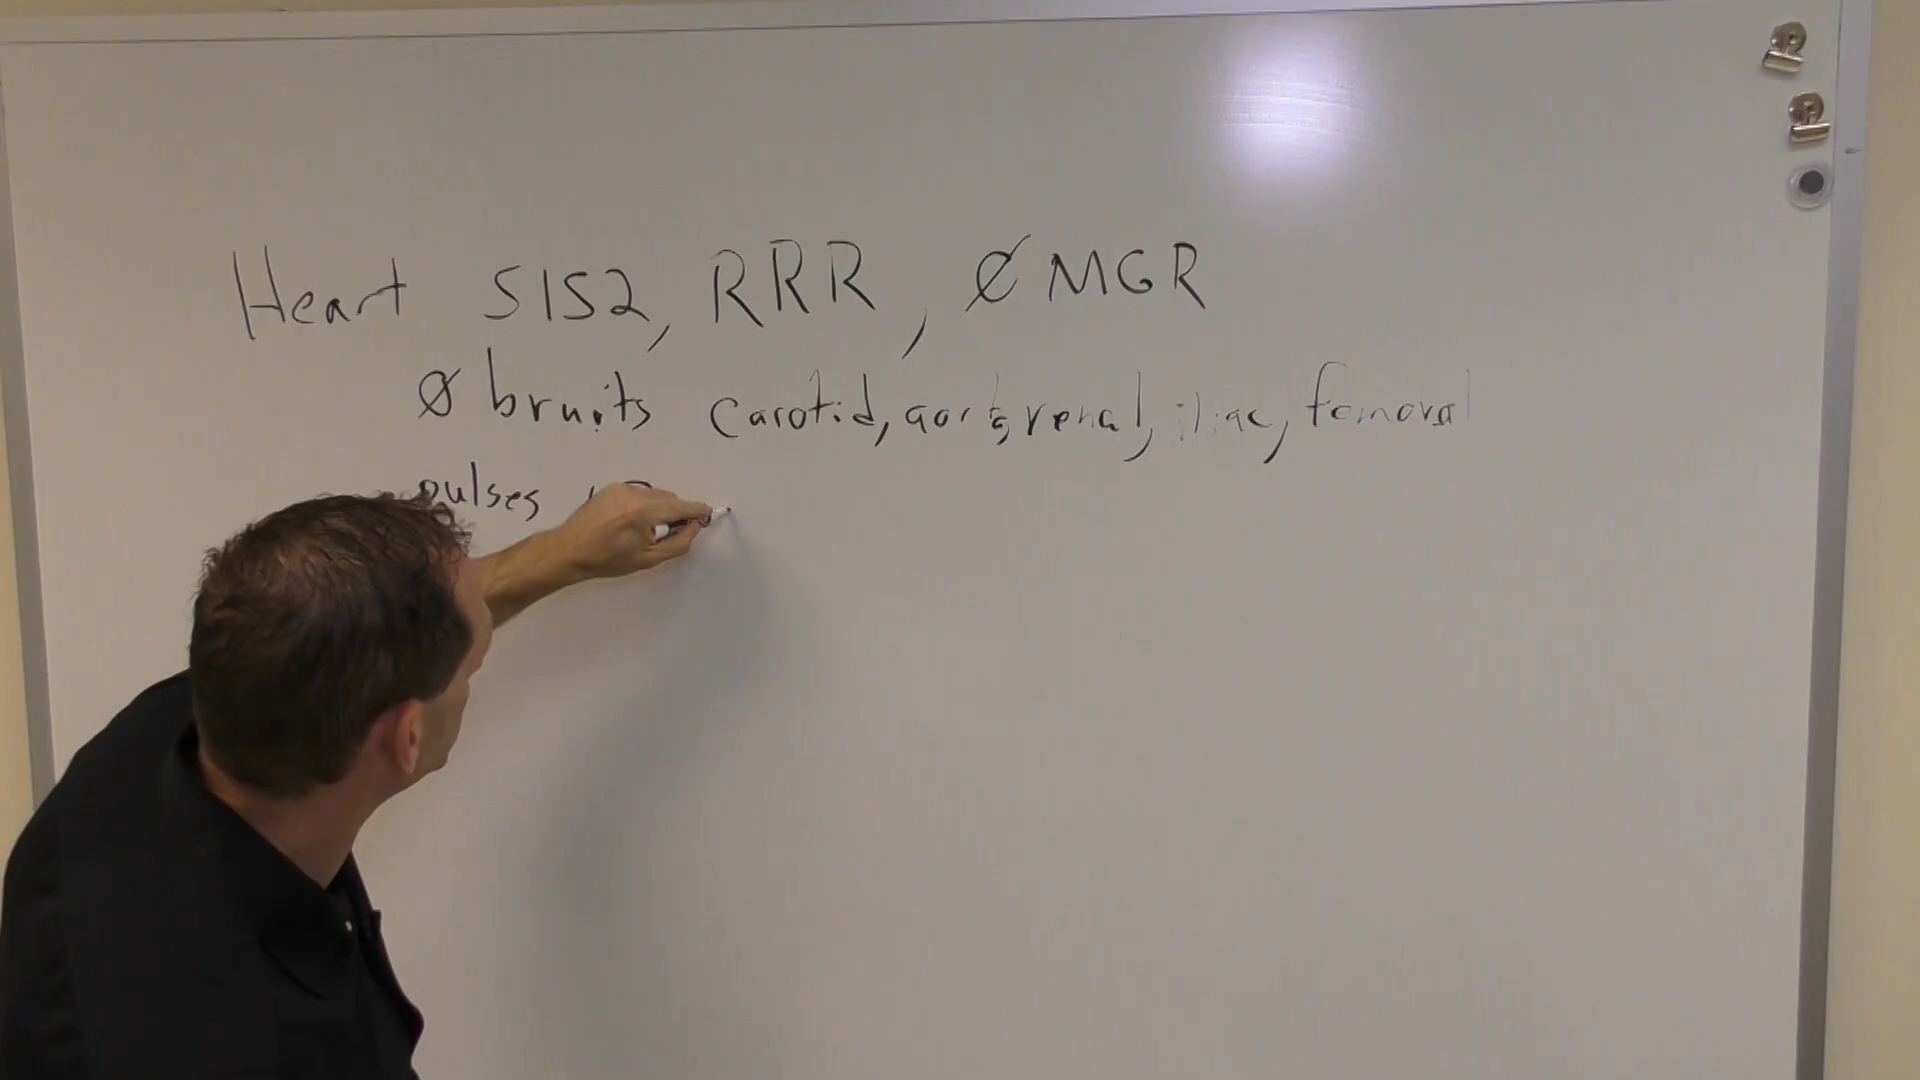 Heart S1S2, RRR, Ø MGR
Ø bruits carotid, aorta, renal, iliac, femoral
pulses